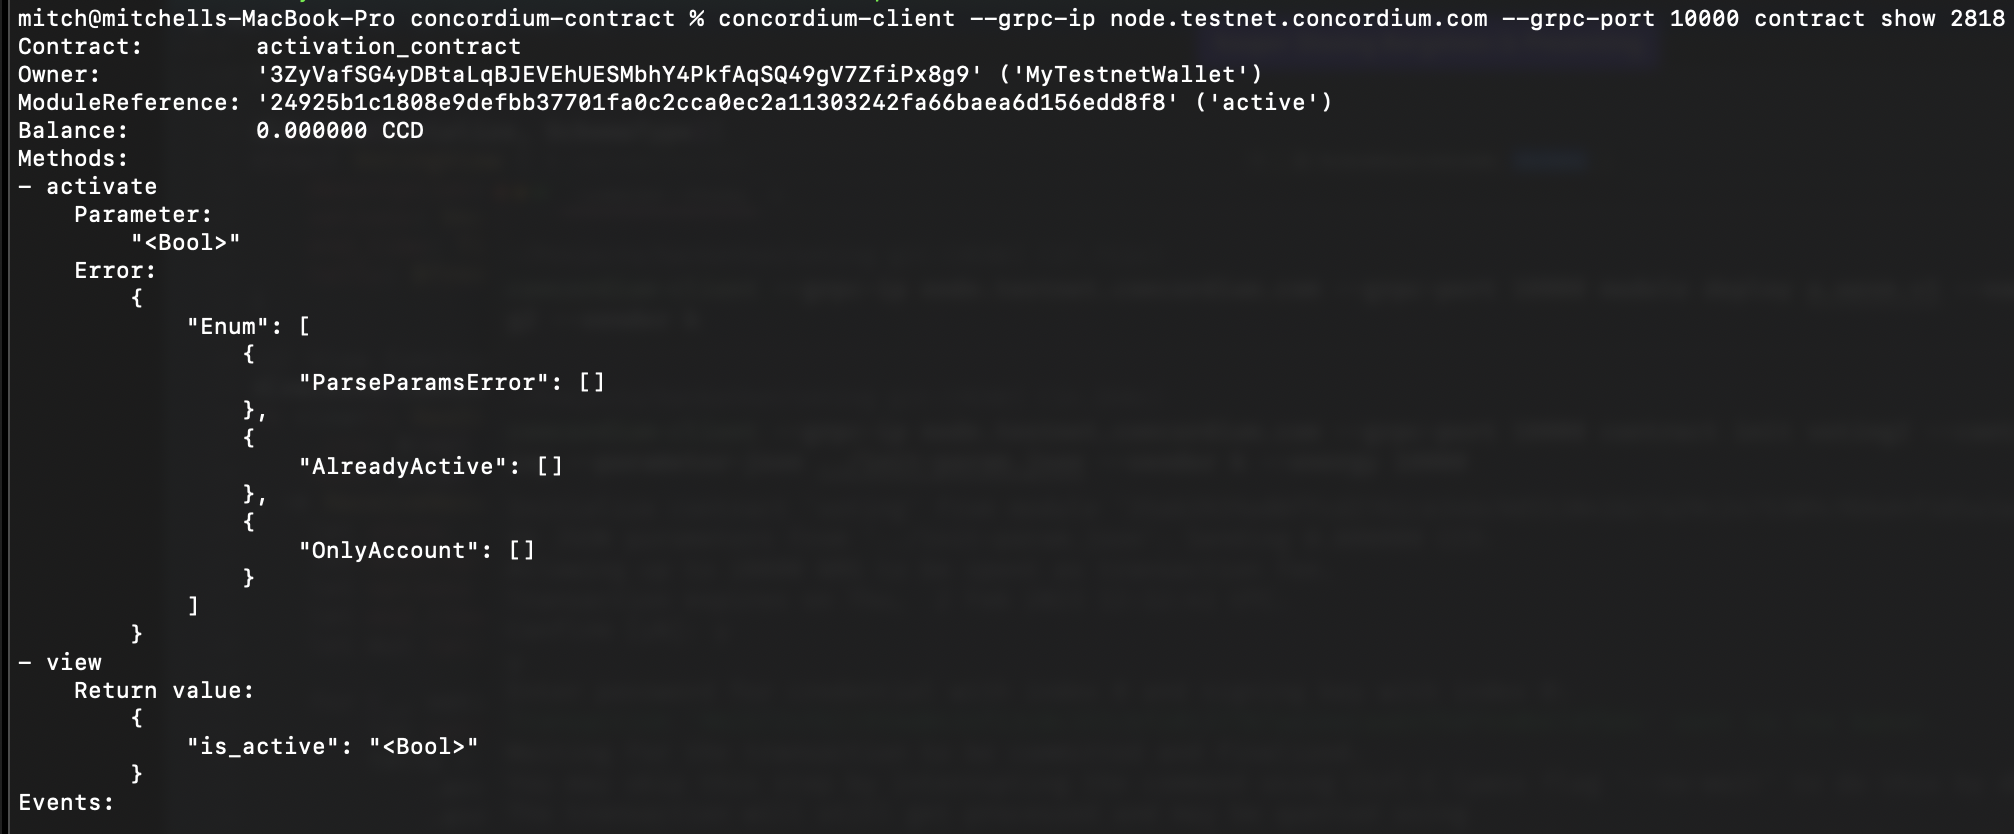 mitch@mitchells-MacBook-Pro concordium-contract % concordium-client --grpc-ip node.testnet.concordium.com --grpc-port 10000 contract show 2818
Contract:        activation_contract
Owner:           '3ZyVafSG4yDBtaLqBJEVEhUESMbhY4PkfAqSQ49gV7ZfiPx8g9' ('MyTestnetWallet')
ModuleReference: '24925b1c1808e9defbb37701fa0c2cca0ec2a11303242fa66baea6d156edd8f8' ('active')
Balance:         0.000000 CCD
Methods:
– activate
    Parameter:
        "<Bool>"
    Error:
        {
            "Enum": [
                {
                    "ParseParamsError": []
                },
                {
                    "AlreadyActive": []
                },
                {
                    "OnlyAccount": []
                }
            ]
        }
– view
    Return value:
        {
            "is_active": "<Bool>"
        }
Events: